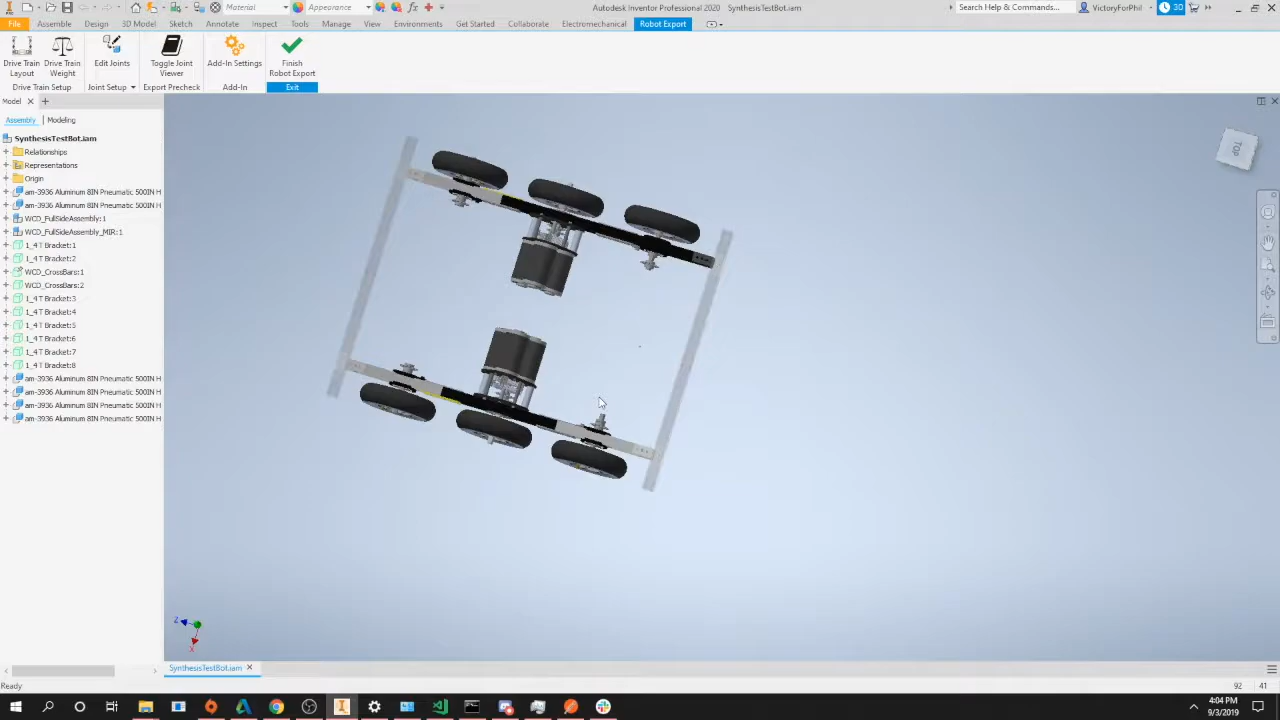 Material
Appearance
Autodesk Inventor Professional 2020 SynthesisTestBot.iam
Search Help & Commands...
VictoryForPhil
30
File
Assemble
Design
3D Model
Sketch
Annotate
Inspect
Tools
Manage
View
Environments
Get Started
Collaborate
Electromechanical
Robot Export
Drive Train Layout
Drive Train Weight
Edit Joints
Toggle Joint Viewer
Add-In Settings
Finish Robot Export
Drive Train Setup
Joint Setup
Export Precheck
Add-In
Exit
Model
Assembly
Modeling
SynthesisTestBot.iam
Relationships
Representations
Origin
am-3936 Aluminum 8IN Pneumatic 500IN H
am-3936 Aluminum 8IN Pneumatic 500IN H
WCD_FullSideAssembly:1
WCD_FullSideAssembly_MIR:1
1_4 T Bracket:1
1_4 T Bracket:2
WCD_CrossBars:1
WCD_CrossBars:2
1_4 T Bracket:3
1_4 T Bracket:4
1_4 T Bracket:5
1_4 T Bracket:6
1_4 T Bracket:7
1_4 T Bracket:8
am-3936 Aluminum 8IN Pneumatic 500IN H
am-3936 Aluminum 8IN Pneumatic 500IN H
am-3936 Aluminum 8IN Pneumatic 500IN H
am-3936 Aluminum 8IN Pneumatic 500IN H
TOP
Z
X
SynthesisTestBot.iam
Ready
92
41
4:04 PM
9/3/2019